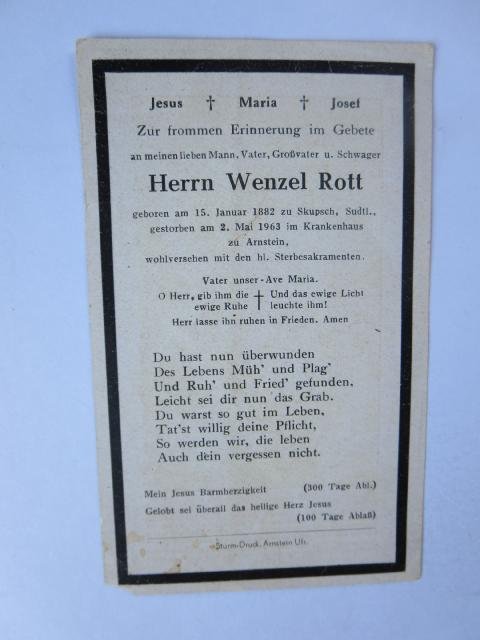 Jesus † Maria † Josef
Zur frommen Erinnerung im Gebete
an meinen lieben Mann, Vater, Großvater u. Schwager
Herrn Wenzel Rott
geboren am 15. Januar 1882 zu Skupsch, Sudtl.,
gestorben am 2. Mai 1963 im Krankenhaus
zu Arnstein,
wohlversehen mit den hl. Sterbesakramenten.
Vater unser - Ave Maria.
O Herr, gib ihm die † Und das ewige Licht
ewige Ruhe leuchte ihm!
Herr lasse ihn ruhen in Frieden. Amen
Du hast nun überwunden
Des Lebens Müh' und Plag'
Und Ruh' und Fried' gefunden,
Leicht sei dir nun das Grab.
Du warst so gut im Leben,
Tat'st willig deine Pflicht,
So werden wir, die leben
Auch dein vergessen nicht.
Mein Jesus Barmherzigkeit (300 Tage Abl.)
Gelobt sei überall das heilige Herz Jesus
(100 Tage Ablaß)
Sturm-Druck, Arnstein Ufr.